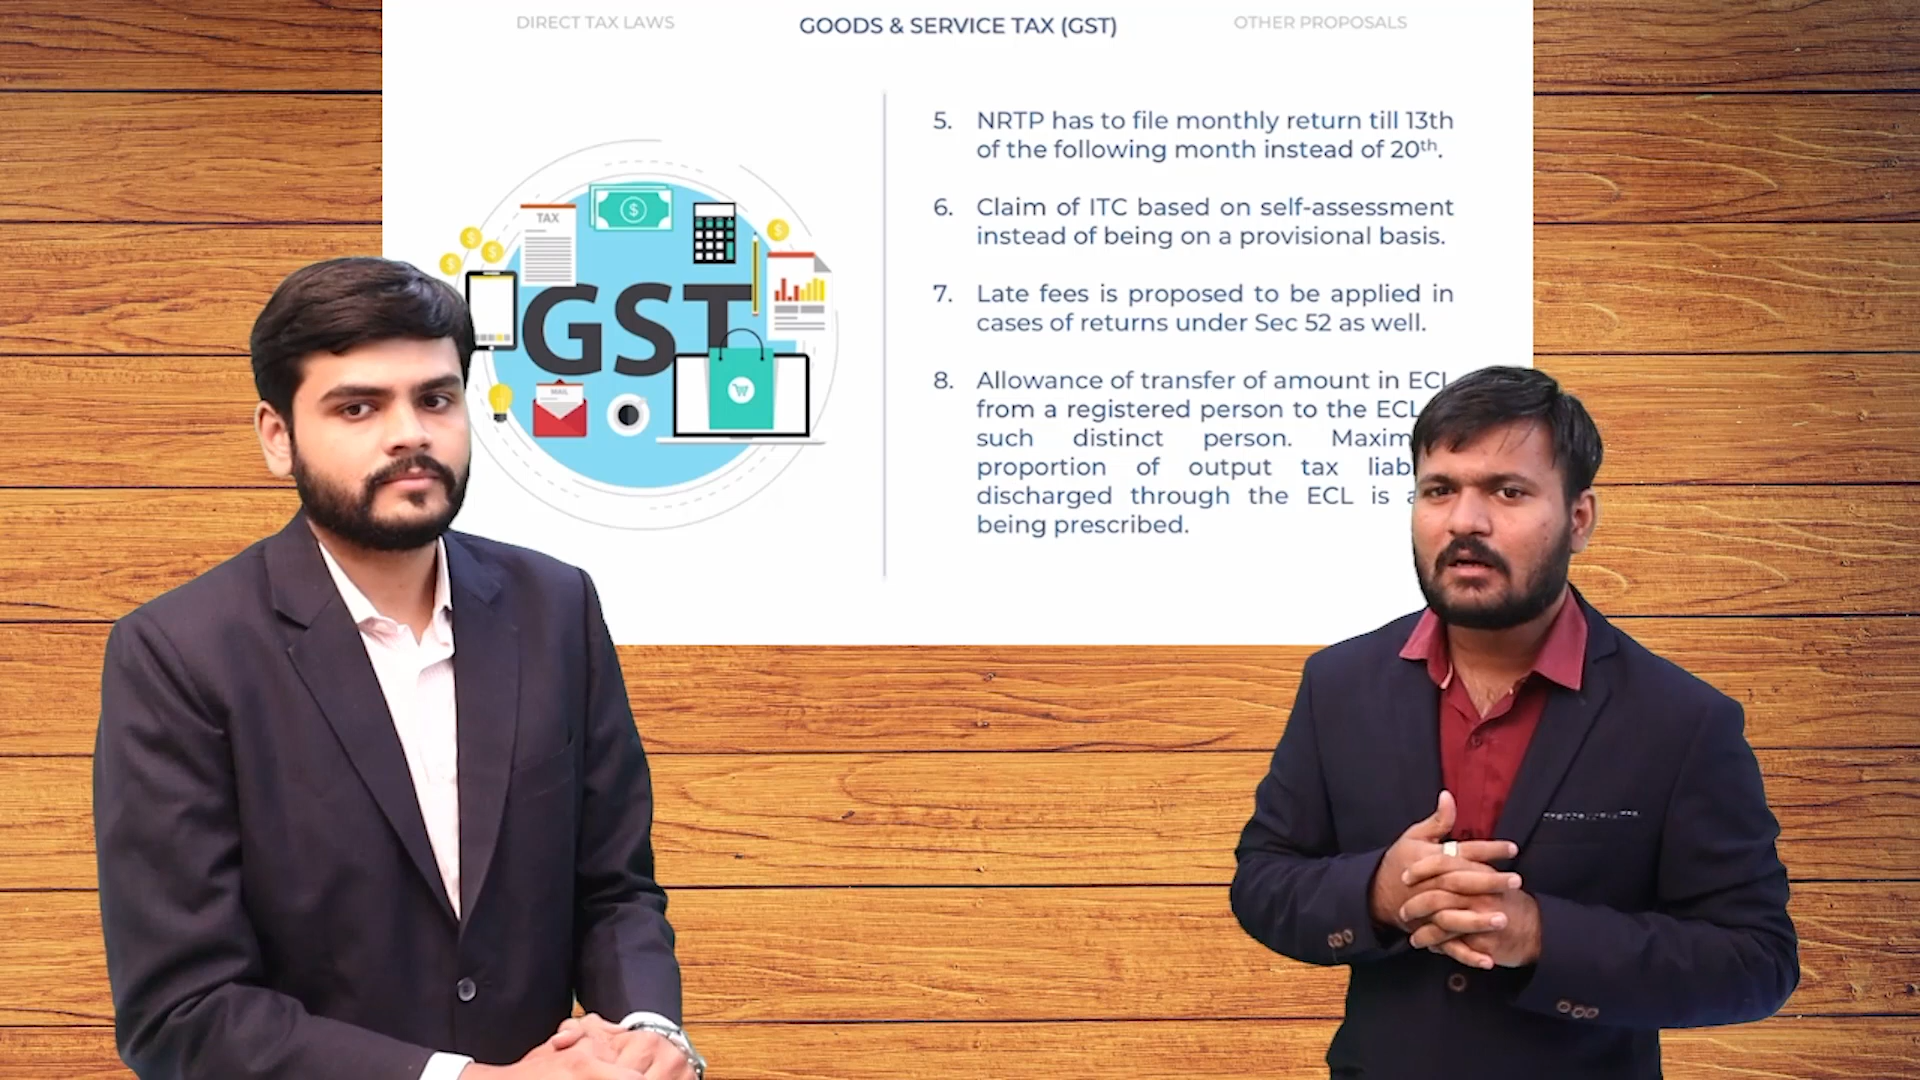 DIRECT TAX LAWS
GOODS & SERVICE TAX (GST)
OTHER PROPOSALS
5. NRTP has to file monthly return till 13th
of the following month instead of 20th.
6. Claim of ITC based on self-assessment
instead of being on a provisional basis.
7. Late fees is proposed to be applied in
cases of returns under Sec 52 as well.
8. Allowance of transfer of amount in ECL
from a registered person to the ECL
such distinct person.
proportion of output tax
discharged through the ECL is
being prescribed.
TAX
GST
MAIL